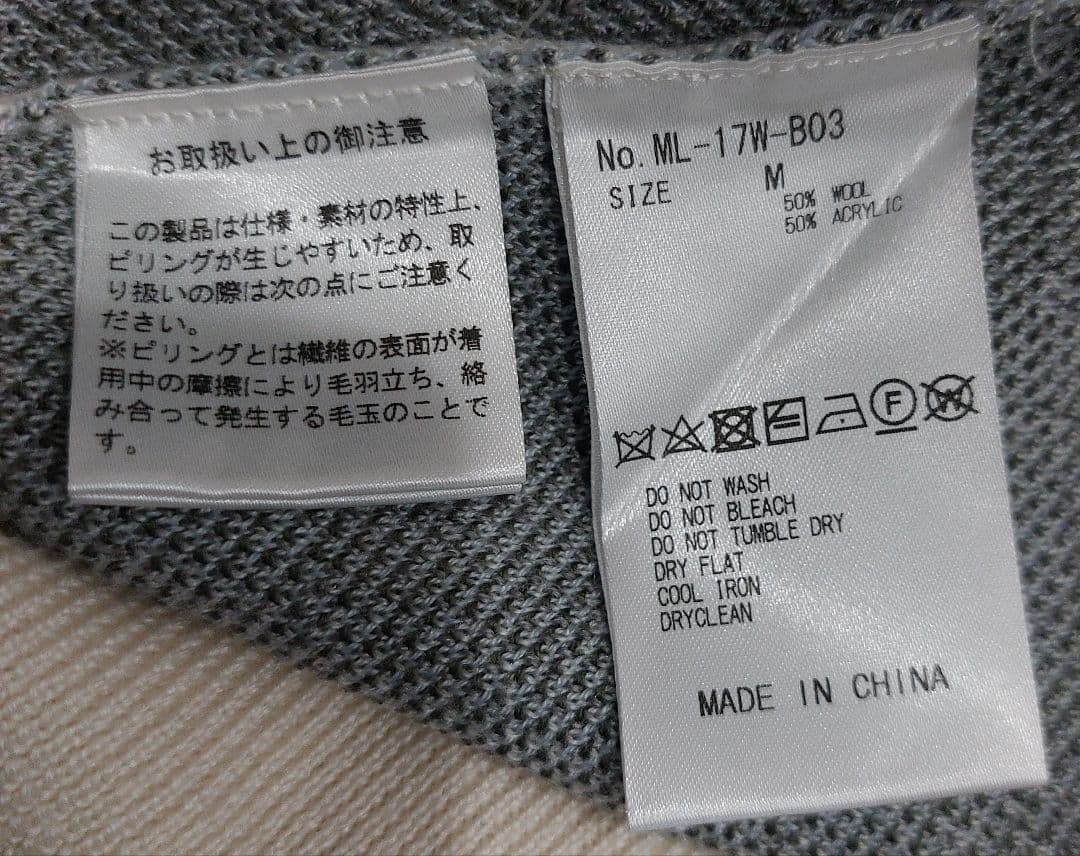 お取扱い上の御注意
この製品は仕様・素材の特性上、
ピリングが生じやすいため、取
り扱いの際は次の点にご注意く
ださい。
※ピリングとは繊維の表面が着
用中の摩擦により毛羽立ち、絡
み合って発生する毛玉のことで
す。
No. ML-17W-B03
SIZE M
50% WOOL
50% ACRYLIC
F W
DO NOT WASH
DO NOT BLEACH
DO NOT TUMBLE DRY
DRY FLAT
COOL IRON
DRYCLEAN
MADE IN CHINA